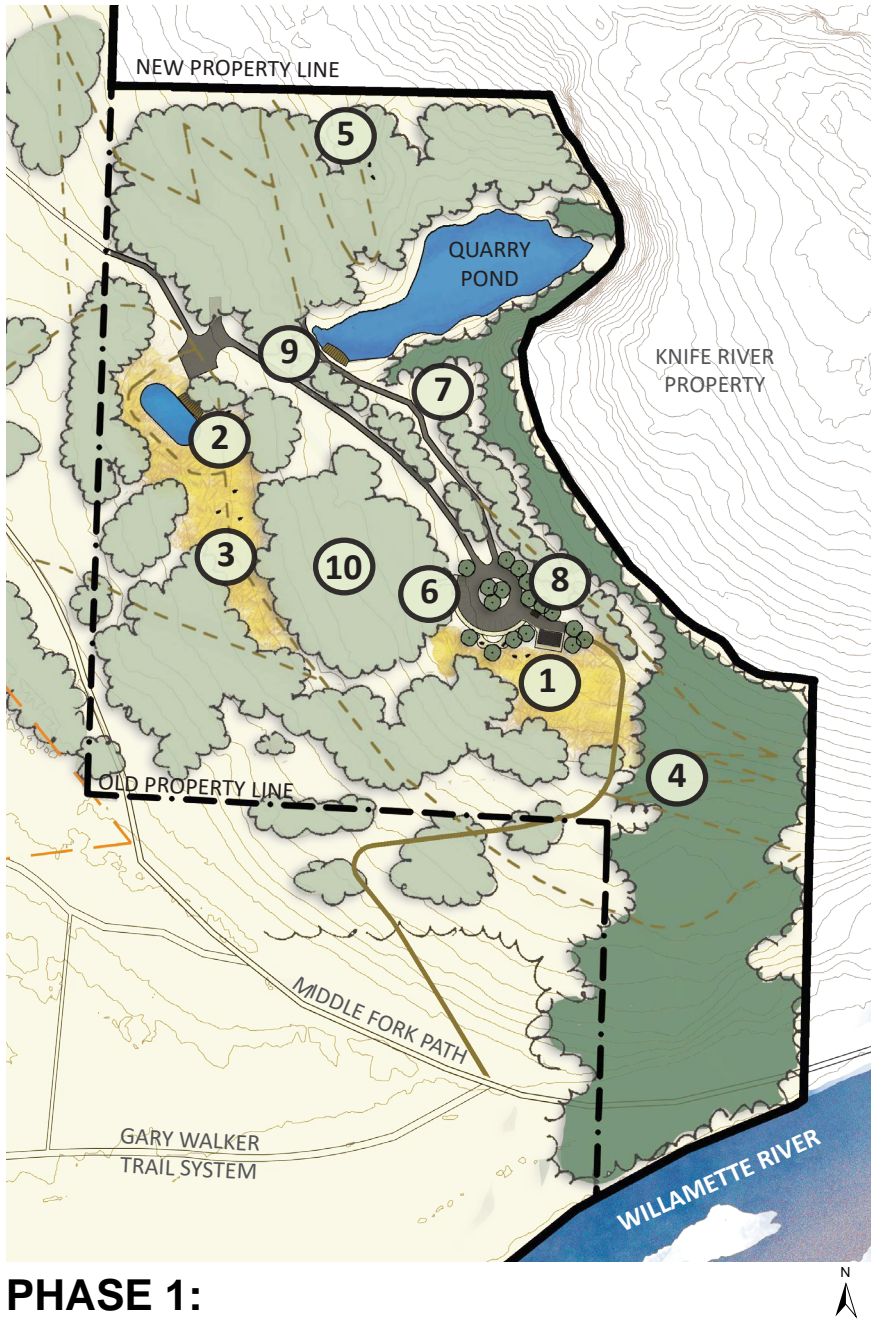 NEW PROPERTY LINE
5
QUARRY
POND
9
7
KNIFE RIVER
PROPERTY
2
3
10
6
8
1
4
OLD PROPERTY LINE
MIDDLE FORK PATH
GARY WALKER
TRAIL SYSTEM
WILLAMETTE RIVER
PHASE 1:
N